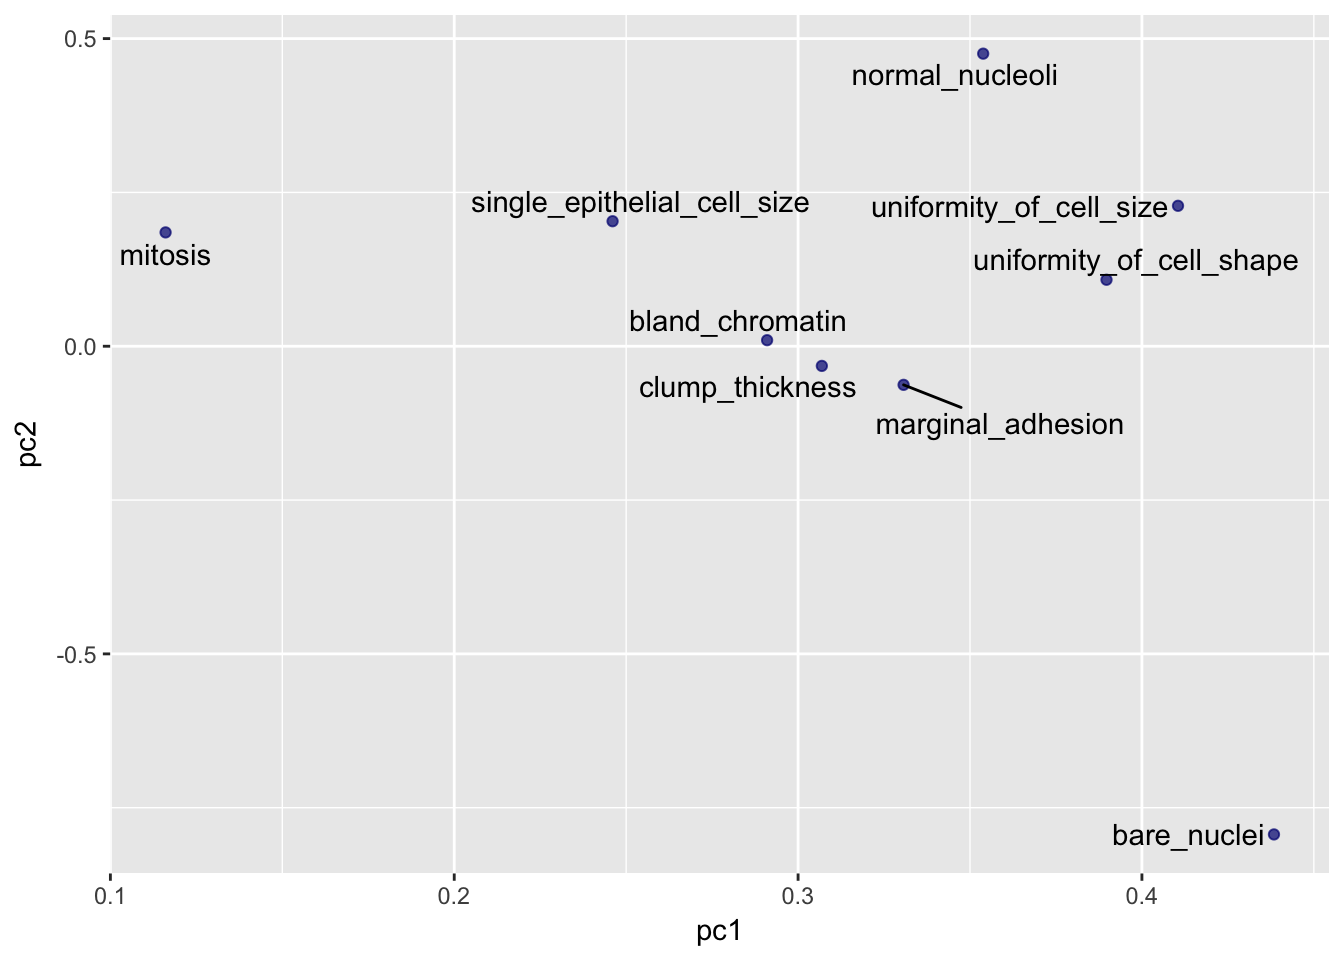 0.5
normal_nucleoli
single_epithelial_cell_size
uniformity_of_cell_size
mitosis
uniformity_of_cell_shape
bland_chromatin
0.0
clump_thickness
marginal_adhesion
pc2
-0.5
bare_nuclei
0.1
0.2
0.3
0.4
pc1